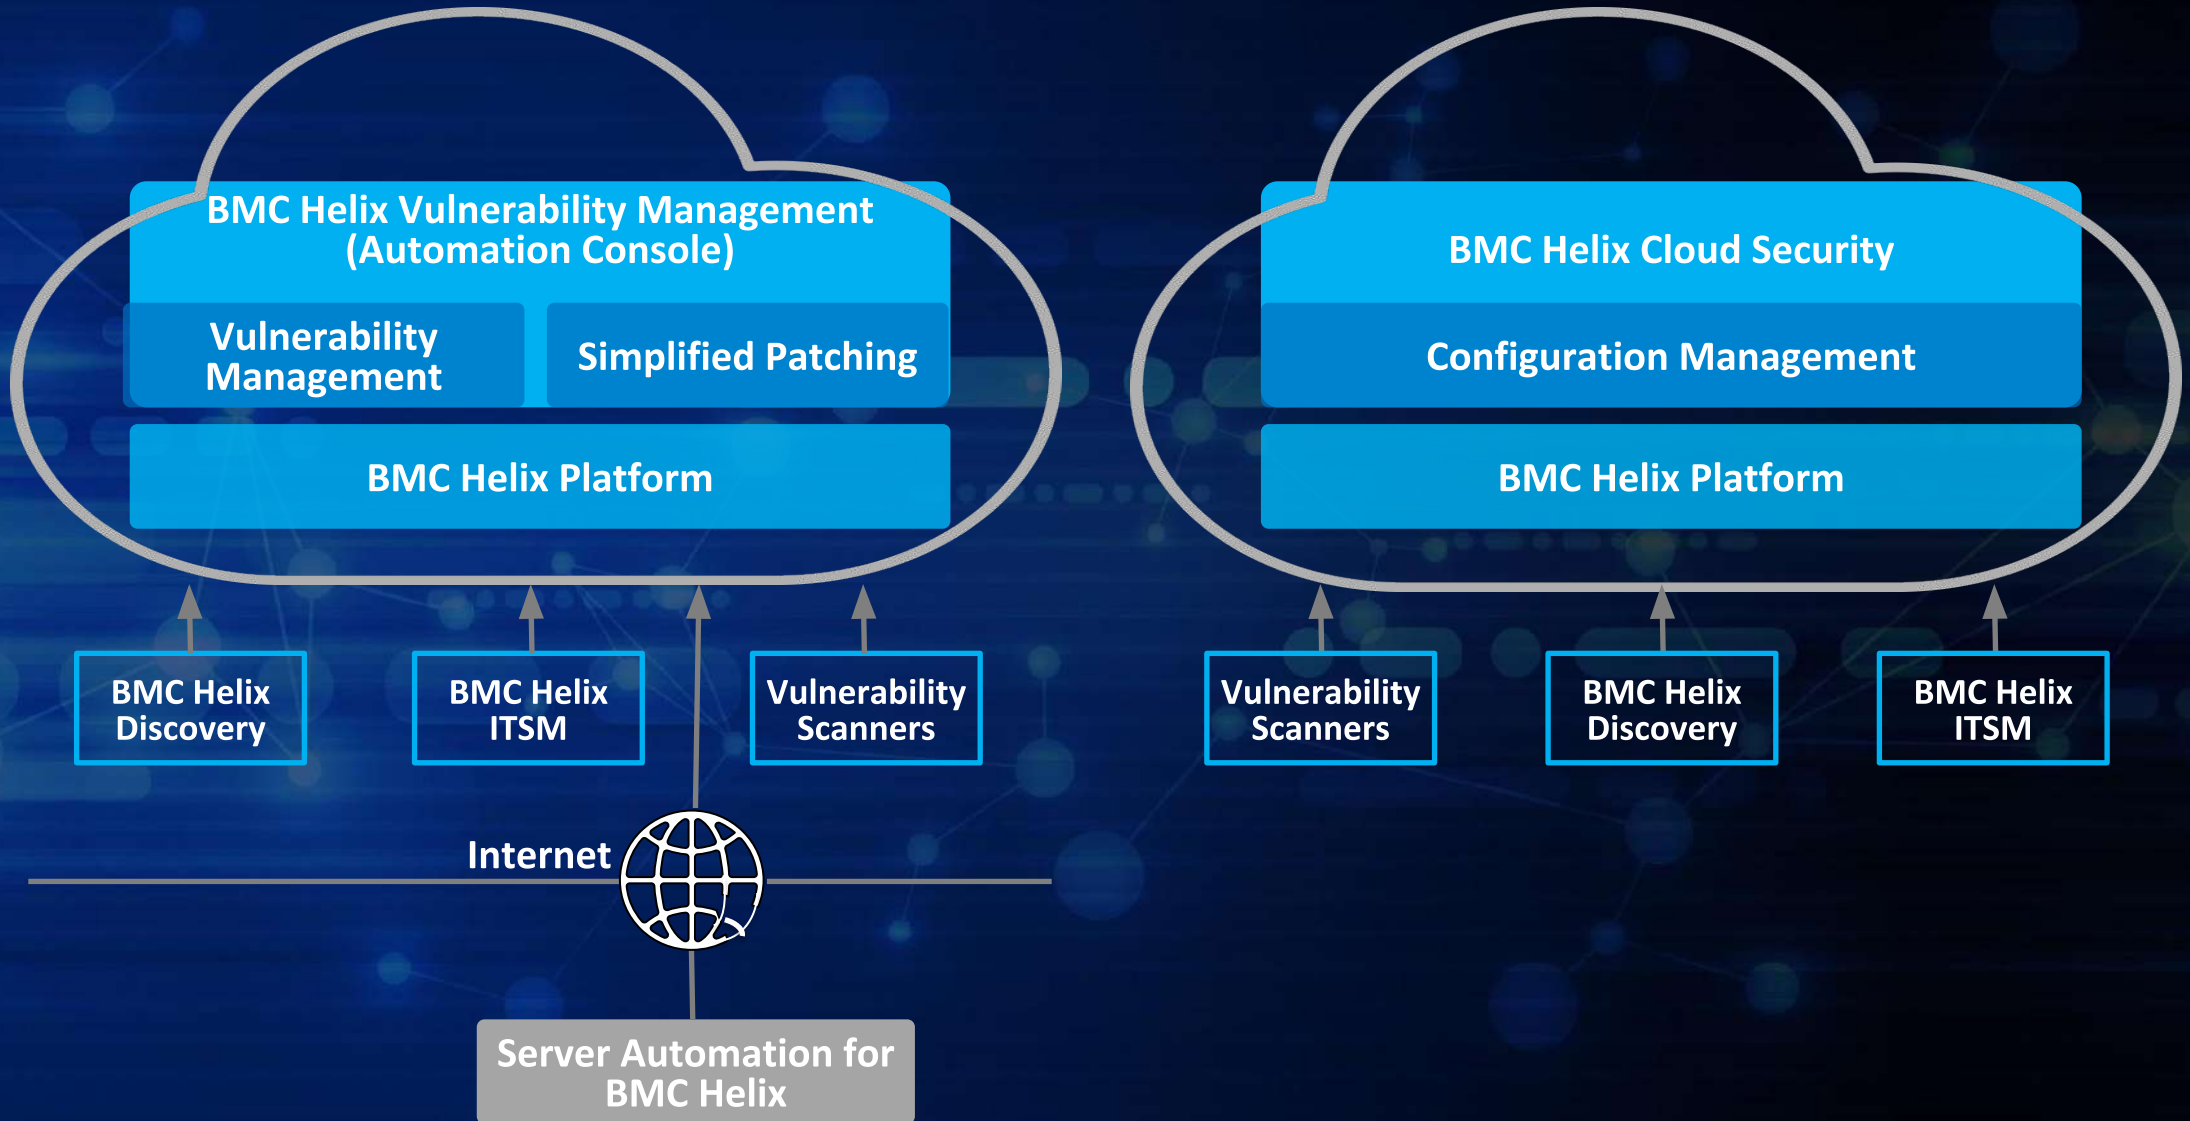 BMC Helix Vulnerability Management
(Automation Console)
Vulnerability
Management
Simplified Patching
BMC Helix Platform
BMC Helix
Discovery
BMC Helix
ITSM
Vulnerability
Scanners
Internet
Server Automation for
BMC Helix
BMC Helix Cloud Security
Configuration Management
BMC Helix Platform
Vulnerability
Scanners
BMC Helix
Discovery
BMC Helix
ITSM